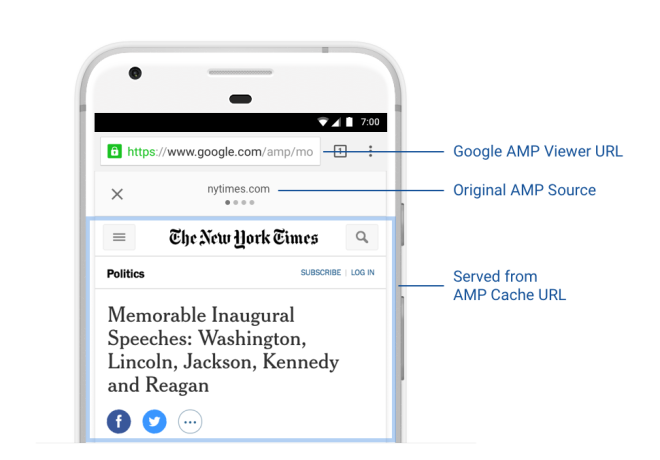 7:00
https://www.google.com/amp/mo
1
Google AMP Viewer URL
nytimes.com
Original AMP Source
The New York Times
Politics
SUBSCRIBE | LOG IN
Served from
AMP Cache URL
Memorable Inaugural
Speeches: Washington,
Lincoln, Jackson, Kennedy
and Reagan